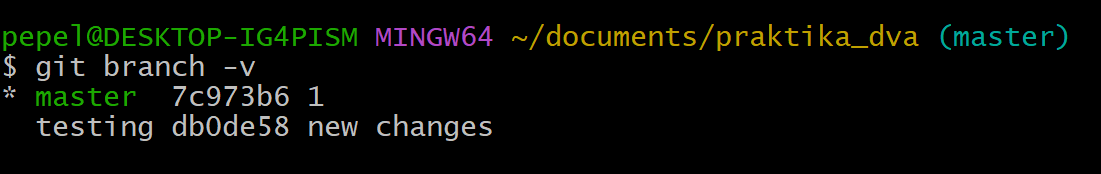 pepel@DESKTOP-IG4PISM MINGW64 ~/documents/praktika_dva (master)
$ git branch -v
* master  7c973b6 1
  testing db0de58 new changes